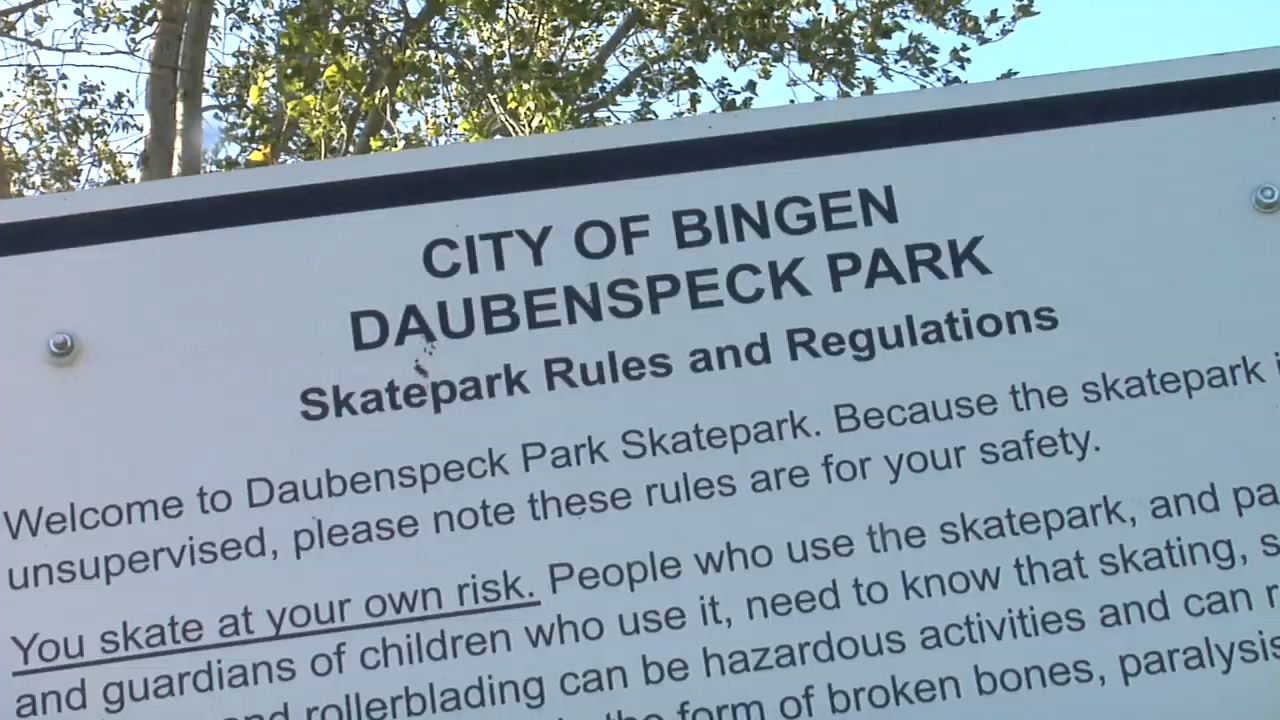 CITY OF BINGEN
DAUBENSPECK PARK
Skatepark Rules and Regulations
Welcome to Daubenspeck Park Skatepark. Because the skatepark
unsupervised, please note these rules are for your safety.
You skate at your own risk. People who use the skatepark, and
and guardians of children who use it, need to know that skating,
rollerblading can be hazardous activities and can
form of broken bones, paralysis